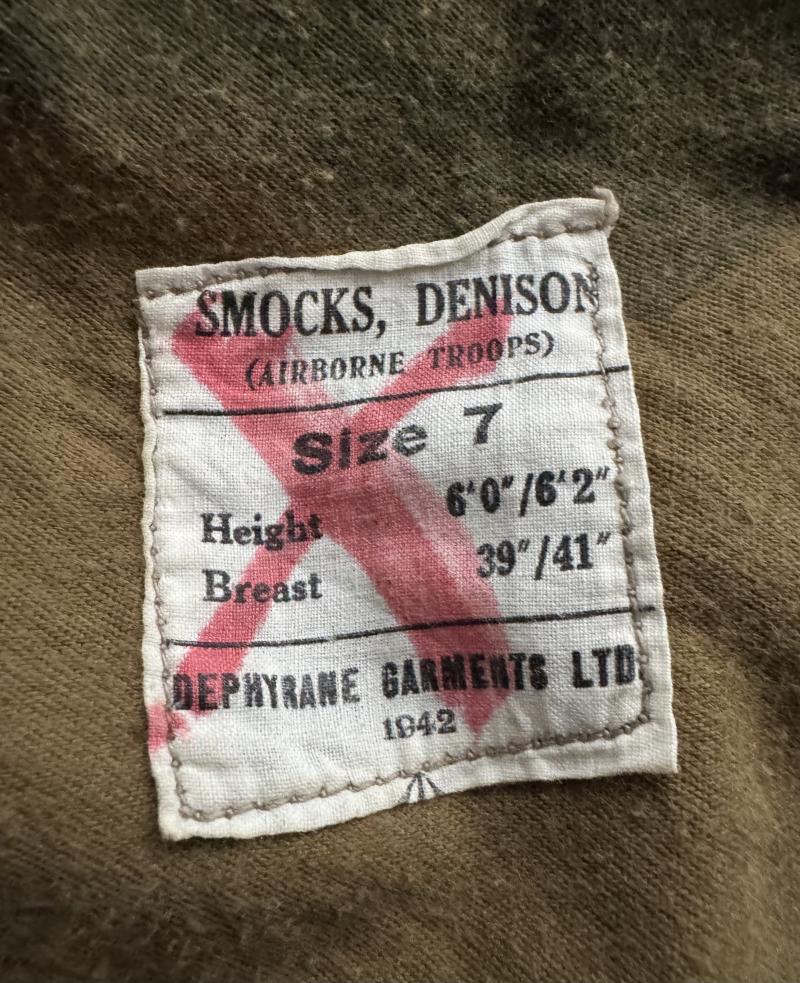 SMOCKS, DENISON
(AIRBORNE TROOPS)
Size 7
Height 6'0"/6'2"
Breast 39"/41"
DEPHYRANE GARMENTS LTD
1942